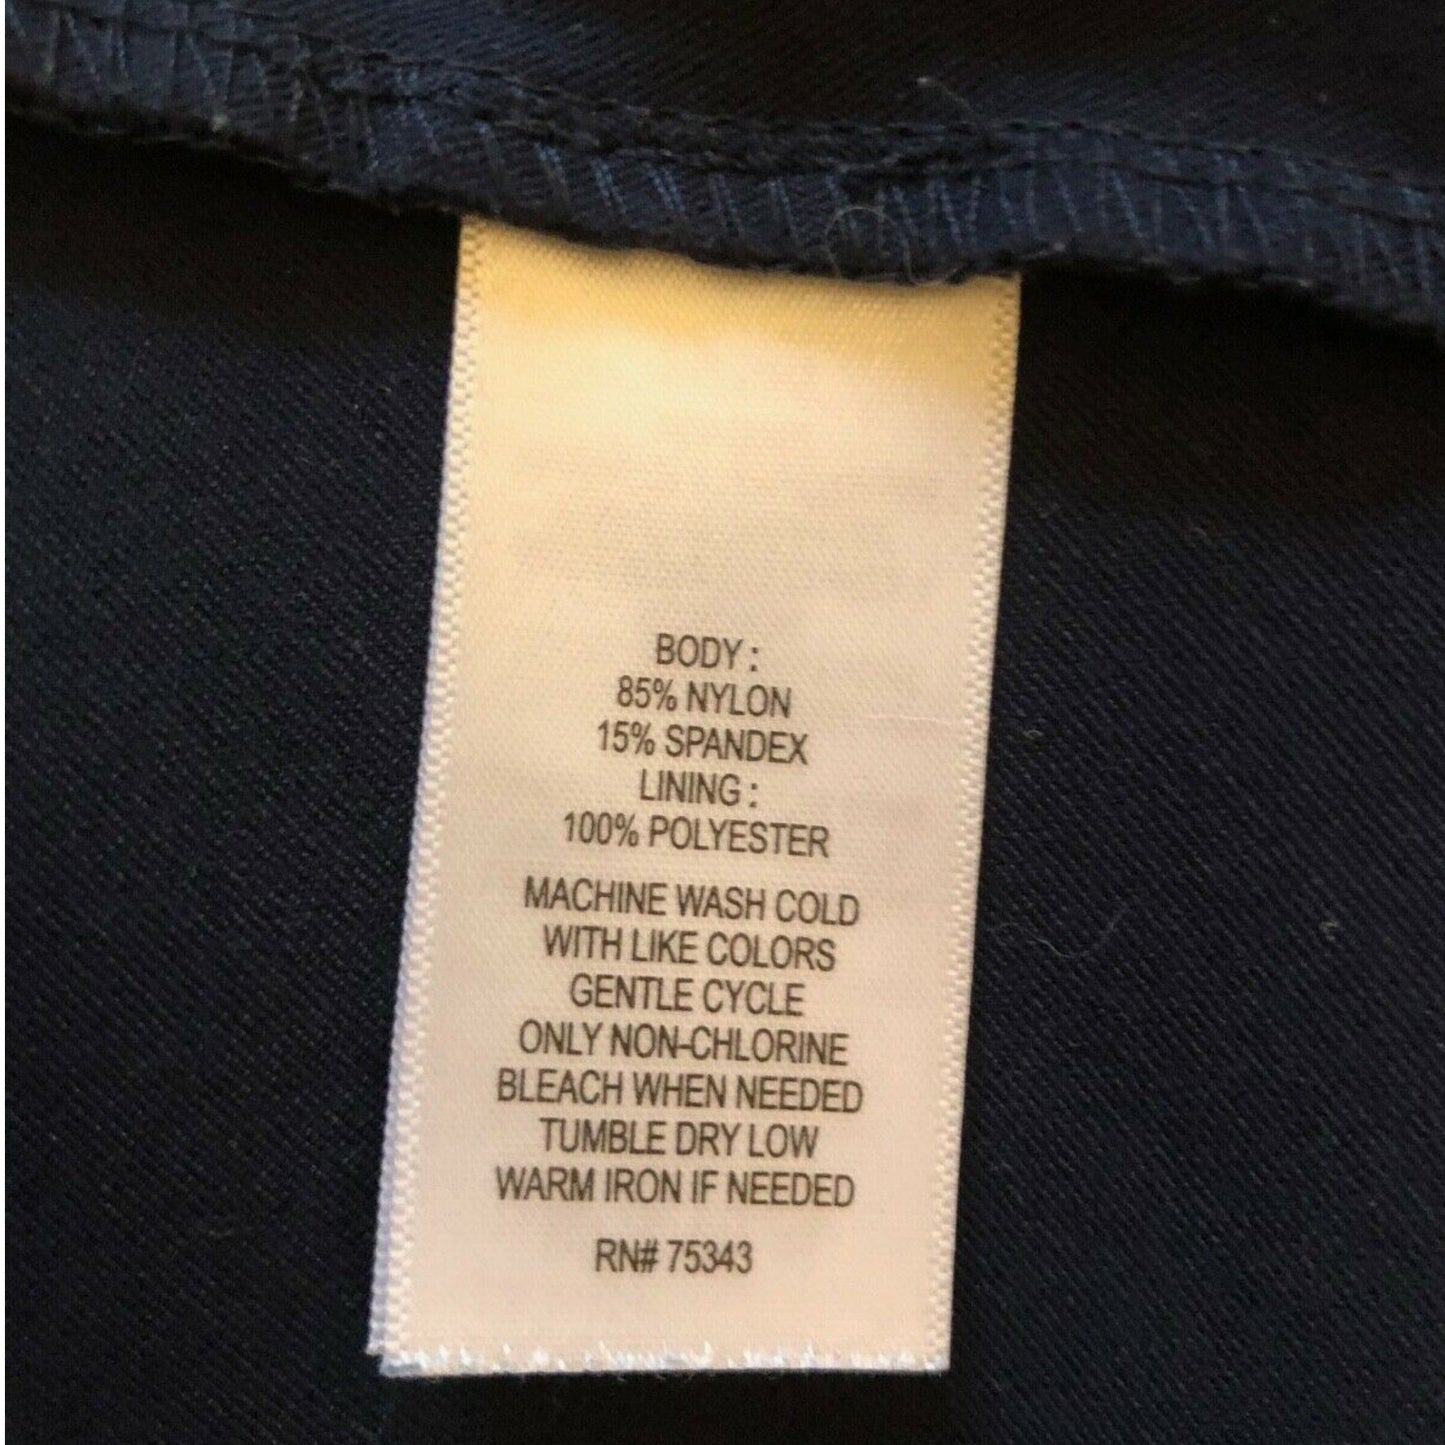 BODY :
85% NYLON
15% SPANDEX
LINING :
100% POLYESTER
MACHINE WASH COLD
WITH LIKE COLORS
GENTLE CYCLE
ONLY NON-CHLORINE
BLEACH WHEN NEEDED
TUMBLE DRY LOW
WARM IRON IF NEEDED
RN# 75343